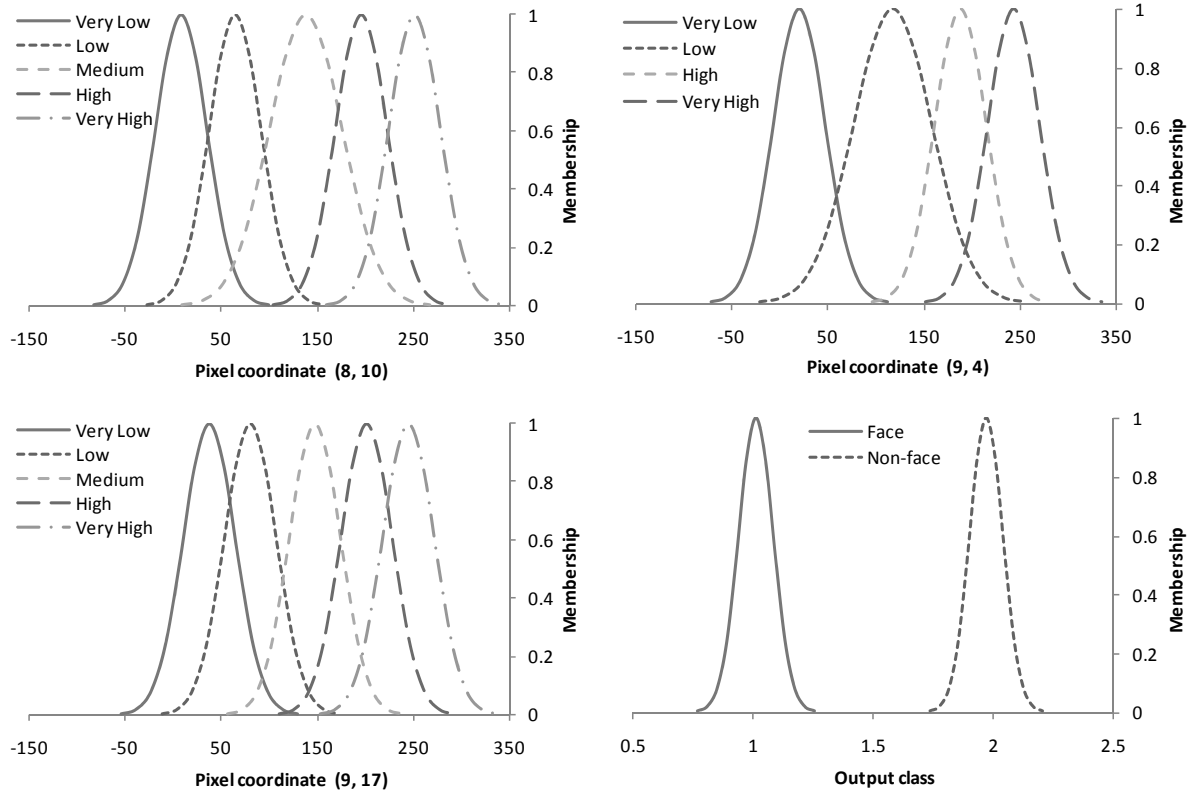 Very Low
Low
Medium
High
Very High
1
0.8
0.6
0.4
0.2
0
Membership
-150 -50 50 150 250 350
Pixel coordinate (8, 10)
Very Low
Low
High
Very High
1
0.8
0.6
0.4
0.2
0
Membership
-150 -50 50 150 250 350
Pixel coordinate (9, 4)
Very Low
Low
Medium
High
Very High
1
0.8
0.6
0.4
0.2
0
Membership
-150 -50 50 150 250 350
Pixel coordinate (9, 17)
Face
Non-face
1
0.8
0.6
0.4
0.2
0
Membership
0.5 1 1.5 2 2.5
Output class